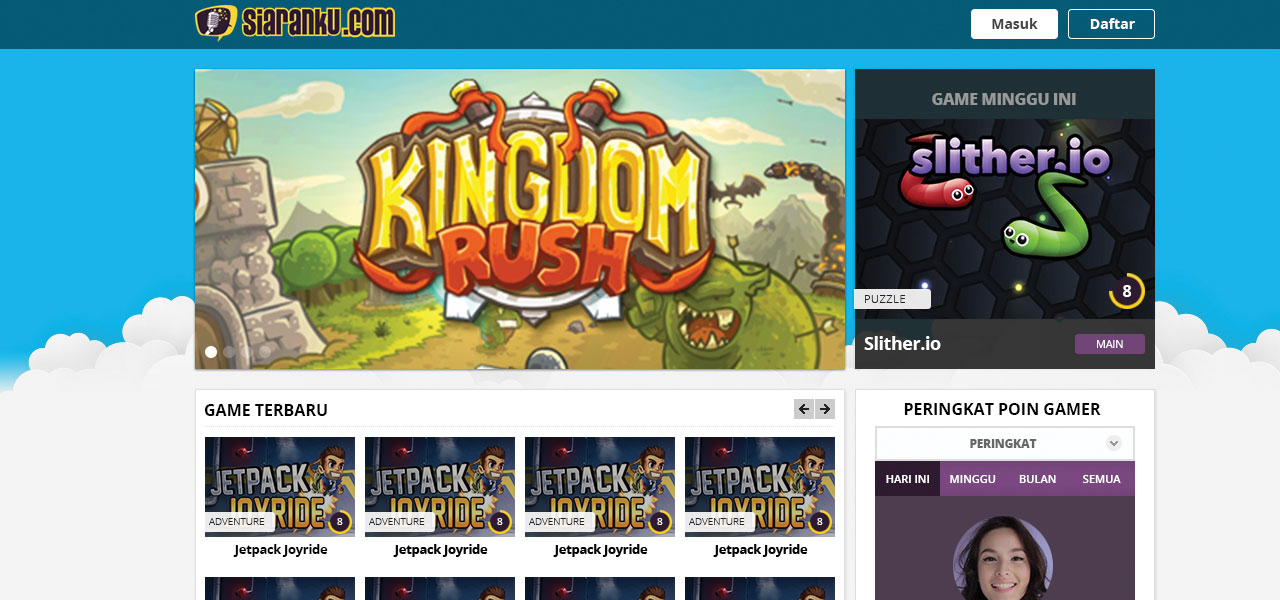 siaranku.com
Masuk
Daftar
KINGDOM
RUSH
GAME MINGGU INI
slither.io
PUZZLE
8
Slither.io
MAIN
GAME TERBARU
PERINGKAT POIN GAMER
PERINGKAT
HARI INI
MINGGU
BULAN
SEMUA
JETPACK
JOYRIDE
ADVENTURE
8
Jetpack Joyride
JETPACK
JOYRIDE
ADVENTURE
8
Jetpack Joyride
JETPACK
JOYRIDE
ADVENTURE
8
Jetpack Joyride
JETPACK
JOYRIDE
ADVENTURE
8
Jetpack Joyride